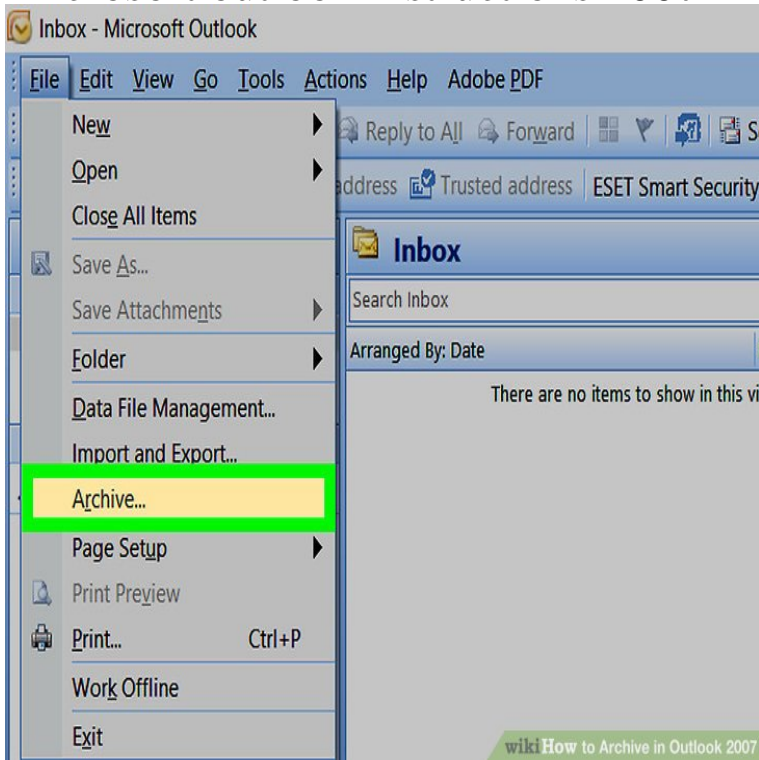 Inbox - Microsoft Outlook
File Edit View Go Tools Actions Help Adobe PDF
New
Reply to All Forward
Open
address Trusted address ESET Smart Security
Close All Items
Inbox
Save As...
Search Inbox
Save Attachments
Arranged By: Date
Folder
There are no items to show in this
Data File Management...
Import and Export...
Archive...
Page Setup
Print Preview
Print... Ctrl+P
Work Offline
Exit
wikiHow to Archive in Outlook 2007